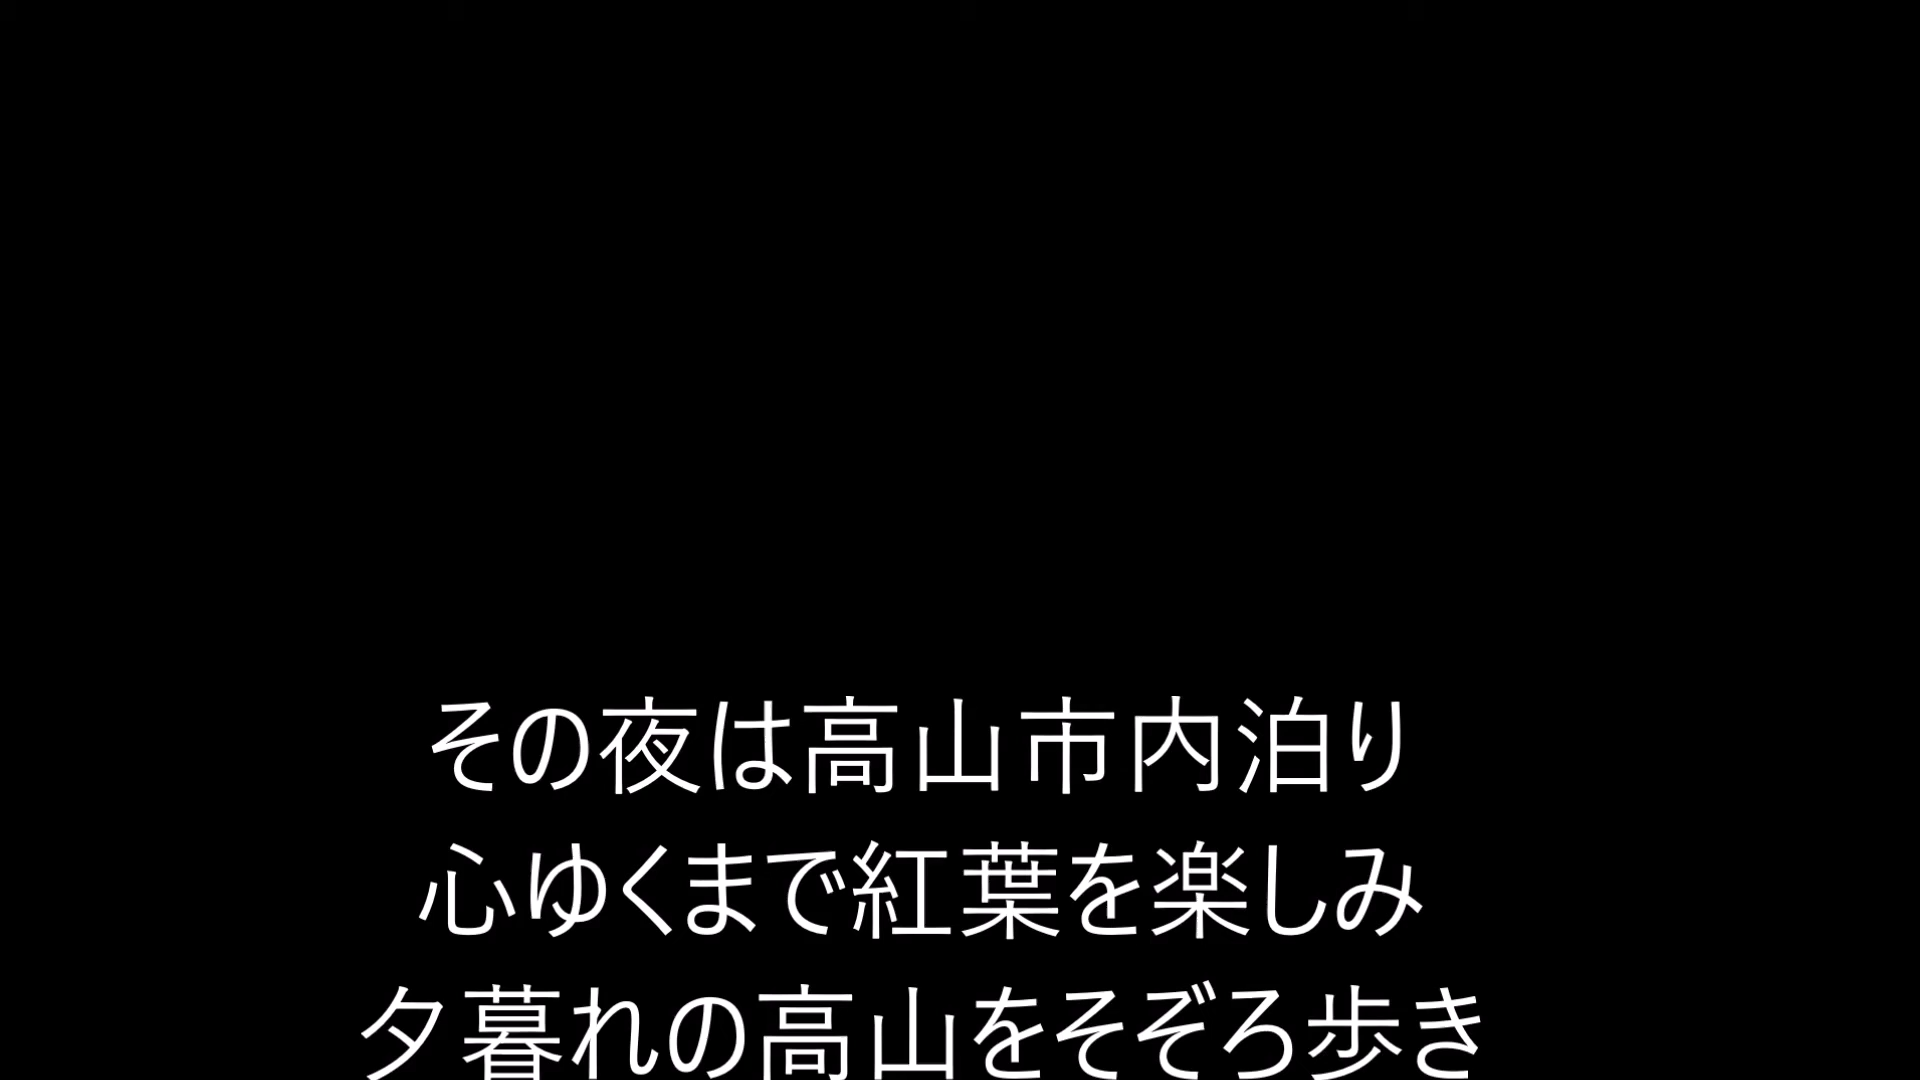 その夜は高山市内泊り
心ゆくまで紅葉を楽しみ
夕暮れの高山をそぞろ歩き